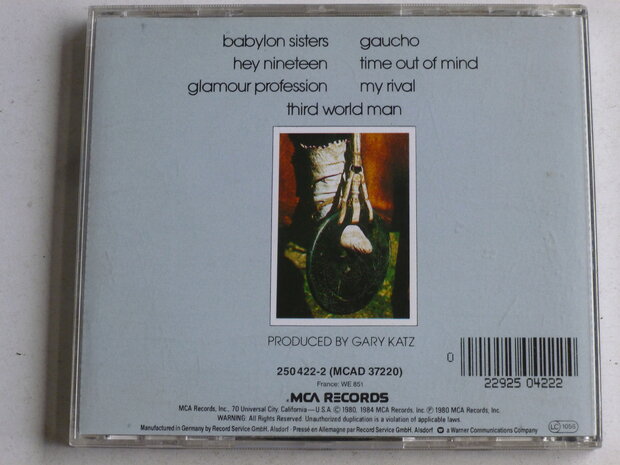 babylon sisters gaucho
hey nineteen time out of mind
glamour profession my rival
third world man
PRODUCED BY GARY KATZ
250 422-2 (MCAD 37220)
France: WE 851
MCA RECORDS
0
22925 04222
MCA Records, Inc., 70 Universal City, California—U.S.A. © 1980, 1984 MCA Records, Inc ℗ 1980 MCA Records, Inc.
WARNING: All Rights Reserved. Unauthorized duplication is a violation of applicable laws.
Manufactured in Germany by Record Service GmbH, Alsdorf · Pressé en Allemagne par Record Service GmbH, Alsdorf · a Warner Communications Company
LC 1056